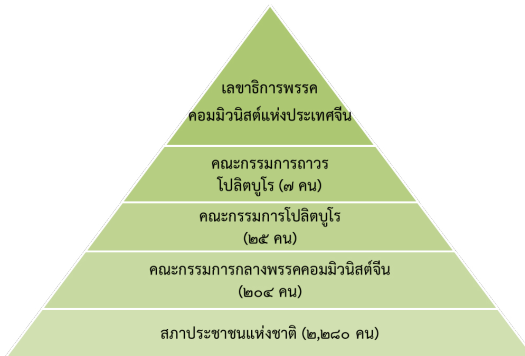 เลขาธิการพรรค
คอมมิวนิสต์แห่งประเทศจีน
คณะกรรมการถาวร
โปลิตบูโร (๗ คน)
คณะกรรมการโปลิตบูโร
(๒๕ คน)
คณะกรรมการกลางพรรคคอมมิวนิสต์จีน
(๒๐๔ คน)
สภาประชาชนแห่งชาติ (๒,๒๘๐ คน)